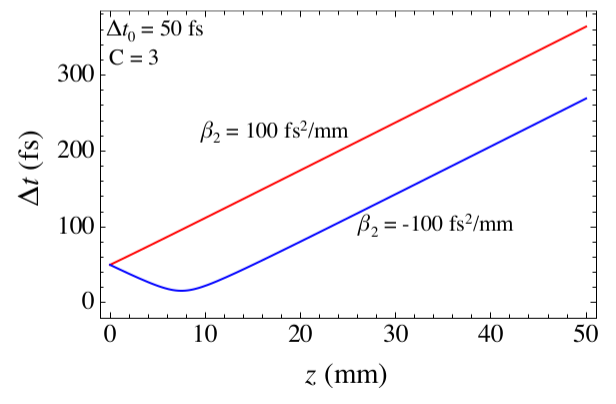 Δt₀ = 50 fs
C = 3
300
β₂ = 100 fs²/mm
Δt (fs)
200
100
β₂ = -100 fs²/mm
0
0 10 20 30 40 50
z (mm)